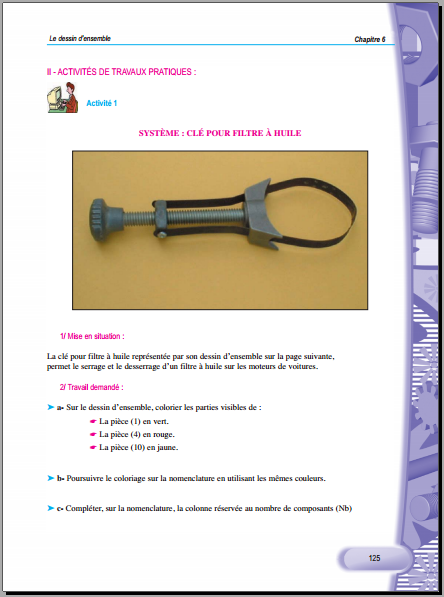 Le dessin d'ensemble
Chapitre 6
II - ACTIVITÉS DE TRAVAUX PRATIQUES :
Activité 1
SYSTÈME : CLÉ POUR FILTRE À HUILE
1/ Mise en situation :
La clé pour filtre à huile représentée par son dessin d'ensemble sur la page suivante,
permet le serrage et le desserrage d'un filtre à huile sur les moteurs de voitures.
2/ Travail demandé :
➤ a- Sur le dessin d'ensemble, colorier les parties visibles de :
☛ La pièce (1) en vert.
☛ La pièce (4) en rouge.
☛ La pièce (10) en jaune.
➤ b- Poursuivre le coloriage sur la nomenclature en utilisant les mêmes couleurs.
➤ c- Compléter, sur la nomenclature, la colonne réservée au nombre de composants (Nb)
125